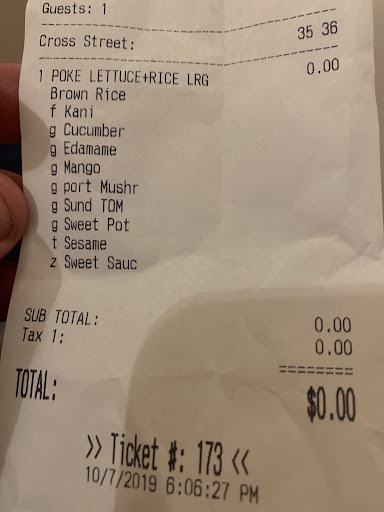 Guests: 1
Cross Street: 35 36
1 POKE LETTUCE+RICE LRG 0.00
Brown Rice
f Kani
g Cucumber
g Edamame
g Mango
g port Mushr
g Sund TOM
g Sweet Pot
t Sesame
z Sweet Sauc
SUB TOTAL: 0.00
Tax 1: 0.00
========
TOTAL: $0.00
>> Ticket #: 173 <<
10/7/2019 6:06:27 PM